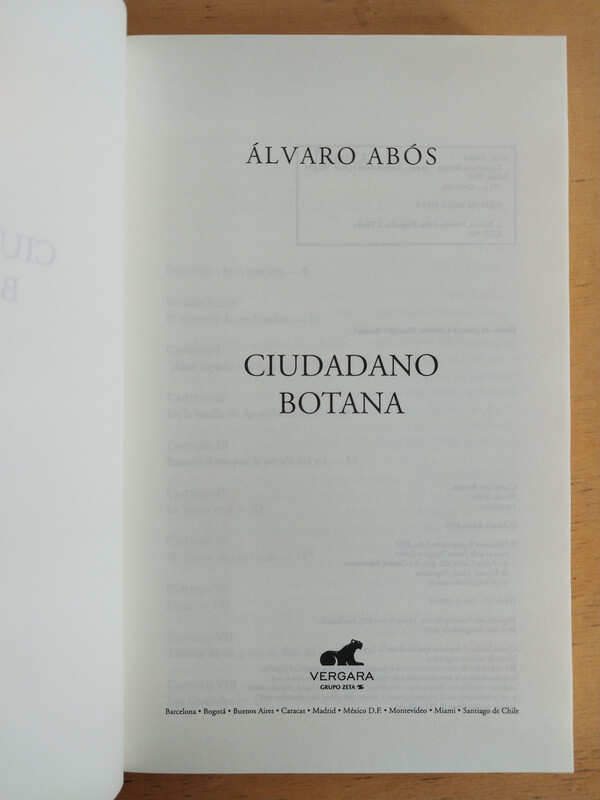 ÁLVARO ABÓS
CIUDADANO
BOTANA
VERGARA
GRUPO ZETA
Barcelona • Bogotá • Buenos Aires • Caracas • Madrid • México D.F. • Montevideo • Miami • Santiago de Chile